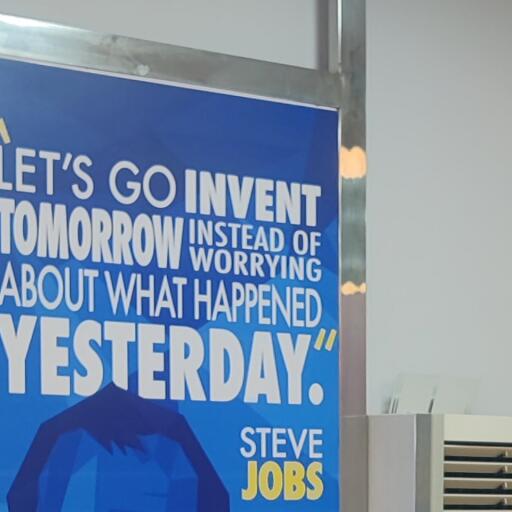 "LET'S GO INVENT
TOMORROW INSTEAD OF
WORRYING
ABOUT WHAT HAPPENED
YESTERDAY."
STEVE
JOBS